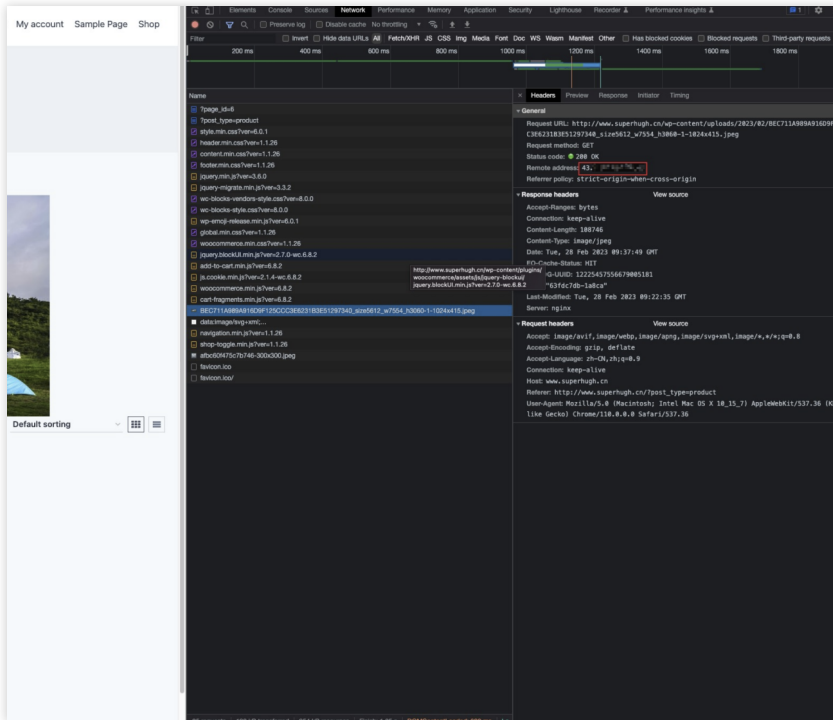 My account Sample Page Shop
Default sorting
Elements Console Sources Network Performance Memory Application Security Lighthouse Recorder Performance insights 1
Preserve log Disable cache No throttling
Filter Invert Hide data URLs All Fetch/XHR JS CSS Img Media Font Doc WS Wasm Manifest Other Has blocked cookies Blocked requests Third-party requests
200 ms 400 ms 600 ms 800 ms 1000 ms 1200 ms 1400 ms 1600 ms 1800 ms
Name
?page_id=6
?post_type=product
style.min.css?ver=6.0.1
header.min.css?ver=1.1.26
content.min.css?ver=1.1.26
footer.min.css?ver=1.1.26
jquery.min.js?ver=3.6.0
jquery-migrate.min.js?ver=3.3.2
wc-blocks-vendors-style.css?ver=8.0.0
wc-blocks-style.css?ver=8.0.0
wp-emoji-release.min.js?ver=6.0.1
global.min.css?ver=1.1.26
woocommerce.min.css?ver=1.1.26
jquery.blockUI.min.js?ver=2.7.0-wc.6.8.2
add-to-cart.min.js?ver=6.8.2
js.cookie.min.js?ver=2.1.4-wc.6.8.2
woocommerce.min.js?ver=6.8.2
cart-fragments.min.js?ver=6.8.2
BEC711A989A916D9F125CCC3E6231B3E51297340_size5612_w7554_h3060-1-1024x415.jpeg
data:image/svg+xml;...
navigation.min.js?ver=1.1.26
shop-toggle.min.js?ver=1.1.26
afbc60f475c7b746-300x300.jpeg
favicon.ico
favicon.ico/
http://www.superhugh.cn/wp-content/plugins/
woocommerce/assets/js/jquery-blockui/
jquery.blockUI.min.js?ver=2.7.0-wc.6.8.2
Headers Preview Response Initiator Timing
General
Request URL: http://www.superhugh.cn/wp-content/uploads/2023/02/BEC711A989A916D9F
C3E6231B3E51297340_size5612_w7554_h3060-1-1024x415.jpeg
Request method: GET
Status code: 200 OK
Remote address: 43.
Referrer policy: strict-origin-when-cross-origin
Response headers View source
Accept-Ranges: bytes
Connection: keep-alive
Content-Length: 108746
Content-Type: image/jpeg
Date: Tue, 28 Feb 2023 09:37:49 GMT
EO-Cache-Status: HIT
G-UUID: 12225457556679005181
"63fdc7db-1a8ca"
Last-Modified: Tue, 28 Feb 2023 09:22:35 GMT
Server: nginx
Request headers View source
Accept: image/avif,image/webp,image/apng,image/svg+xml,image/*,*/*;q=0.8
Accept-Encoding: gzip, deflate
Accept-Language: zh-CN,zh;q=0.9
Connection: keep-alive
Host: www.superhugh.cn
Referer: http://www.superhugh.cn/?post_type=product
User-Agent: Mozilla/5.0 (Macintosh; Intel Mac OS X 10_15_7) AppleWebKit/537.36 (K
like Gecko) Chrome/110.0.0.0 Safari/537.36